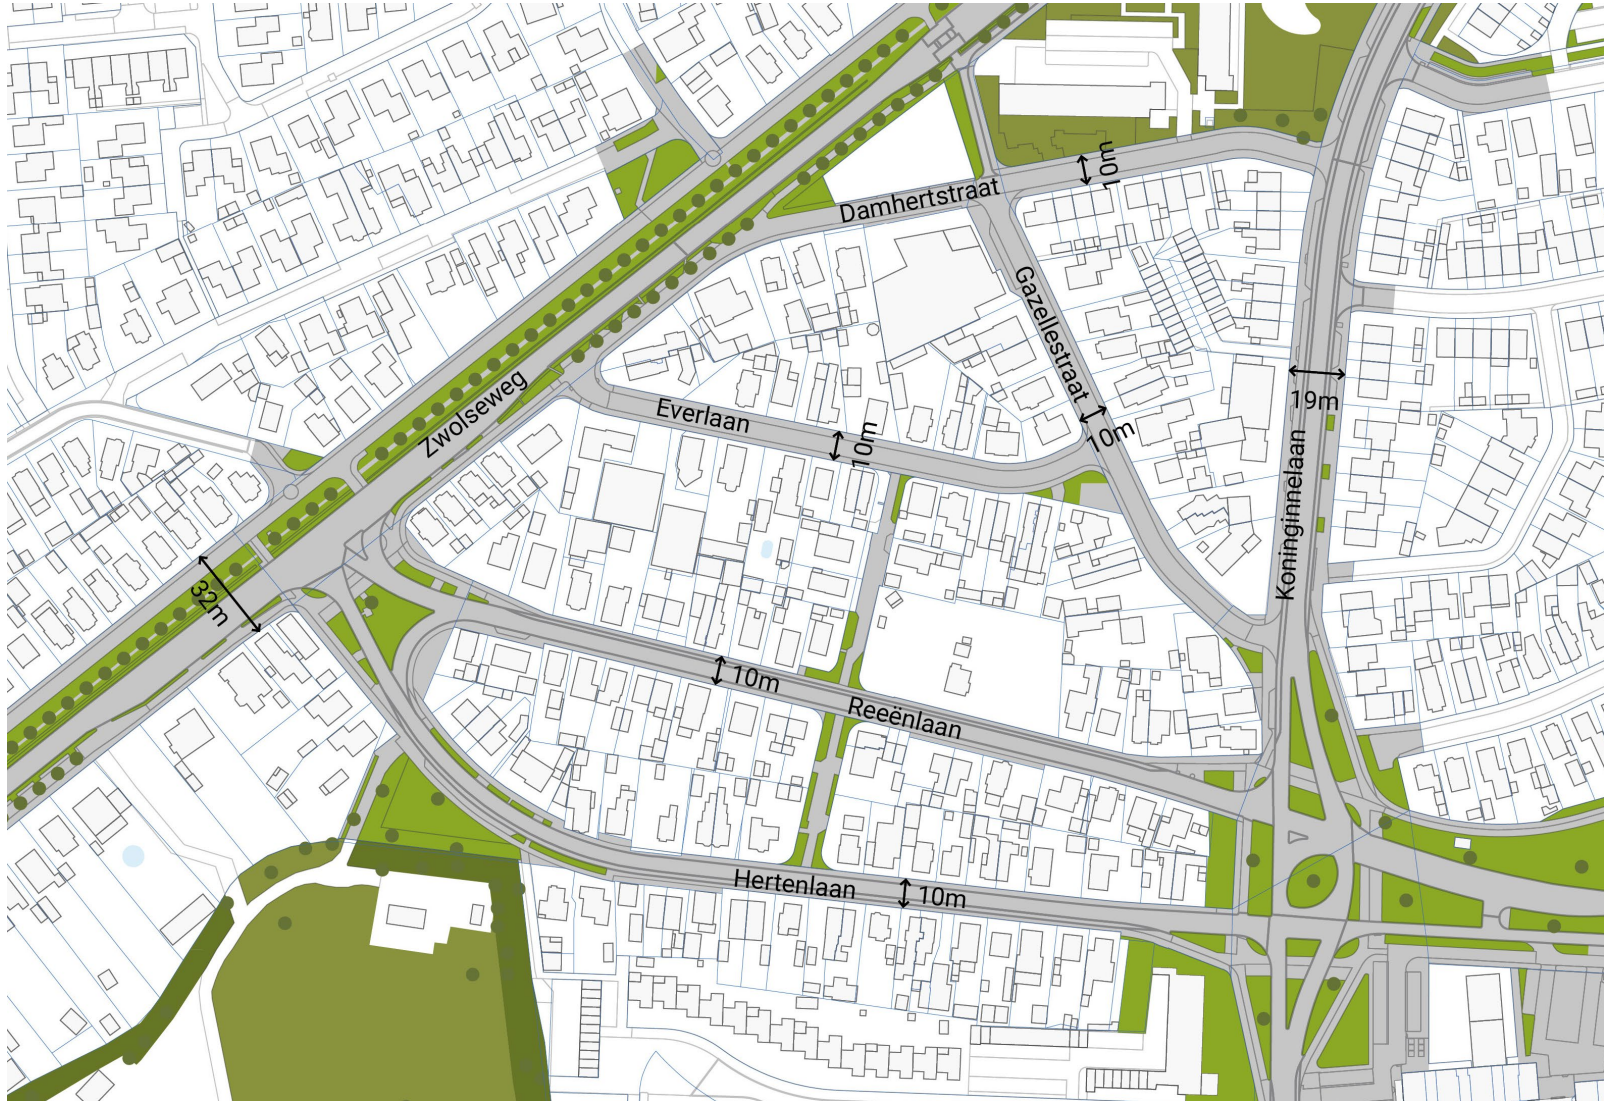 10m
Damhertstraat
Gazellestraat
Zwolseweg
19m
Everlaan
10m
10m
Koninginnelaan
32m
10m
Reeënlaan
Hertenlaan
10m